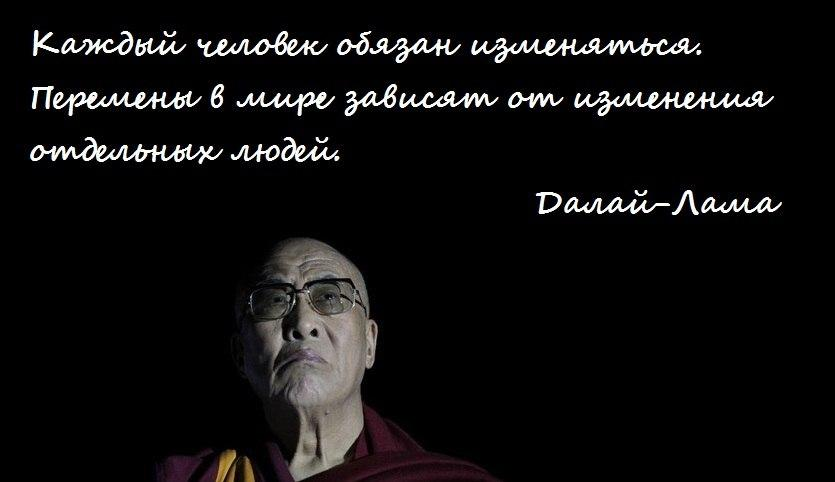 Каждый человек обязан изменяться.
Перемены в мире зависят от изменения
отдельных людей.
Далай-Лама